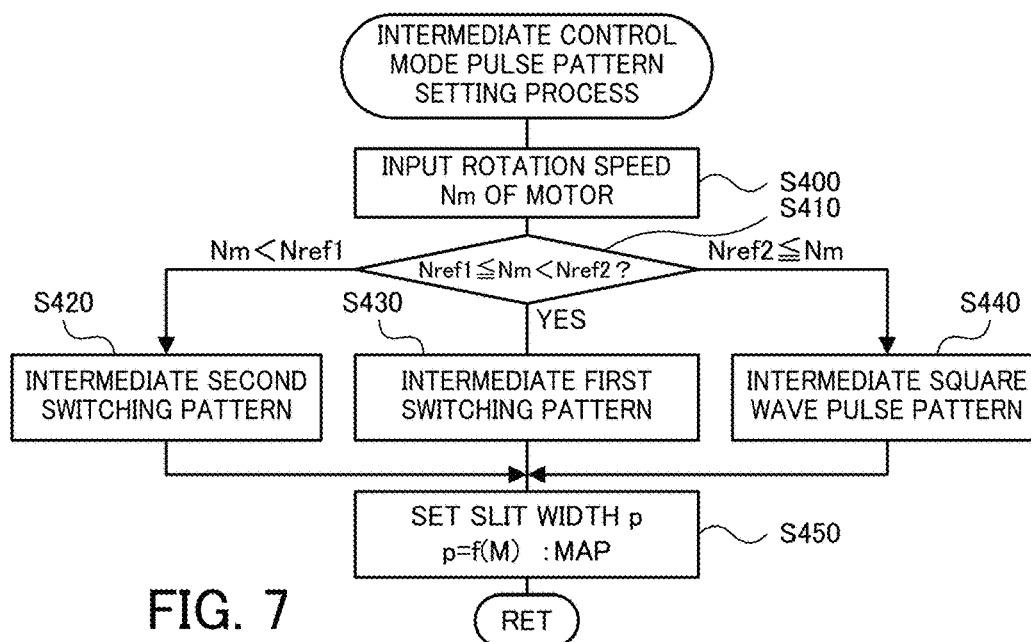 INTERMEDIATE CONTROL
MODE PULSE PATTERN
SETTING PROCESS
INPUT ROTATION SPEED
Nm OF MOTOR
S400
S410
Nm＜Nref1
Nref1≦Nm＜Nref2？
Nref2≦Nm
YES
S420
S430
S440
INTERMEDIATE SECOND
SWITCHING PATTERN
INTERMEDIATE FIRST
SWITCHING PATTERN
INTERMEDIATE SQUARE
WAVE PULSE PATTERN
SET SLIT WIDTH p
p=f(M) :MAP
S450
RET
FIG. 7